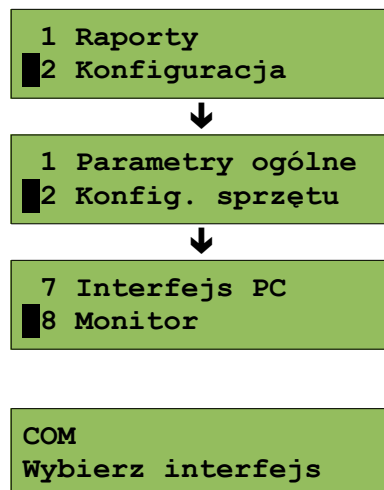 1 Raporty
2 Konfiguracja
1 Parametry ogólne
2 Konfig. sprzętu
7 Interfejs PC
8 Monitor
COM
Wybierz interfejs